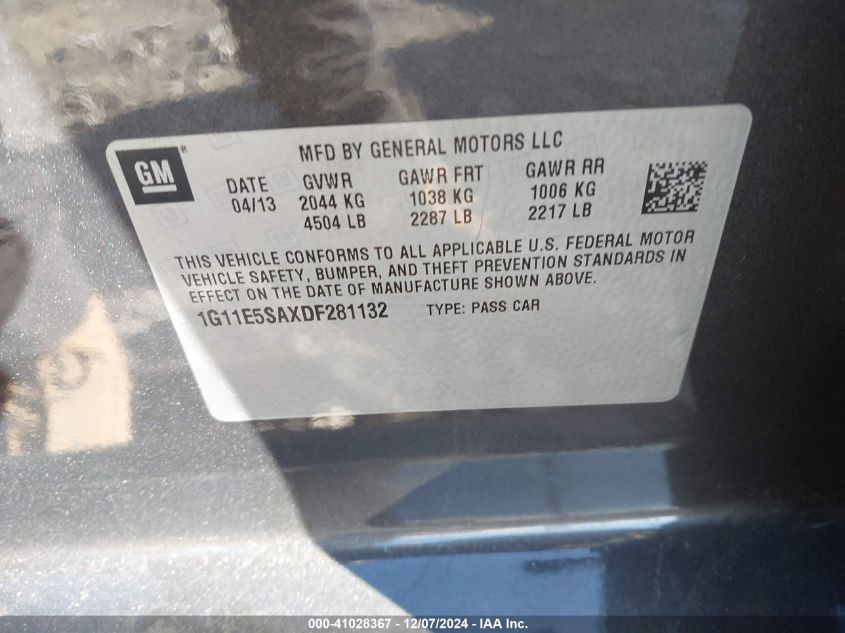 GM ®
MFD BY GENERAL MOTORS LLC
DATE GVWR GAWR FRT GAWR RR
04/13 2044 KG 1038 KG 1006 KG
4504 LB 2287 LB 2217 LB
THIS VEHICLE CONFORMS TO ALL APPLICABLE U.S. FEDERAL MOTOR
VEHICLE SAFETY, BUMPER, AND THEFT PREVENTION STANDARDS IN
EFFECT ON THE DATE OF MANUFACTURE SHOWN ABOVE.
1G11E5SAXDF281132 TYPE: PASS CAR
000-41028367 - 12/07/2024 - IAA Inc.